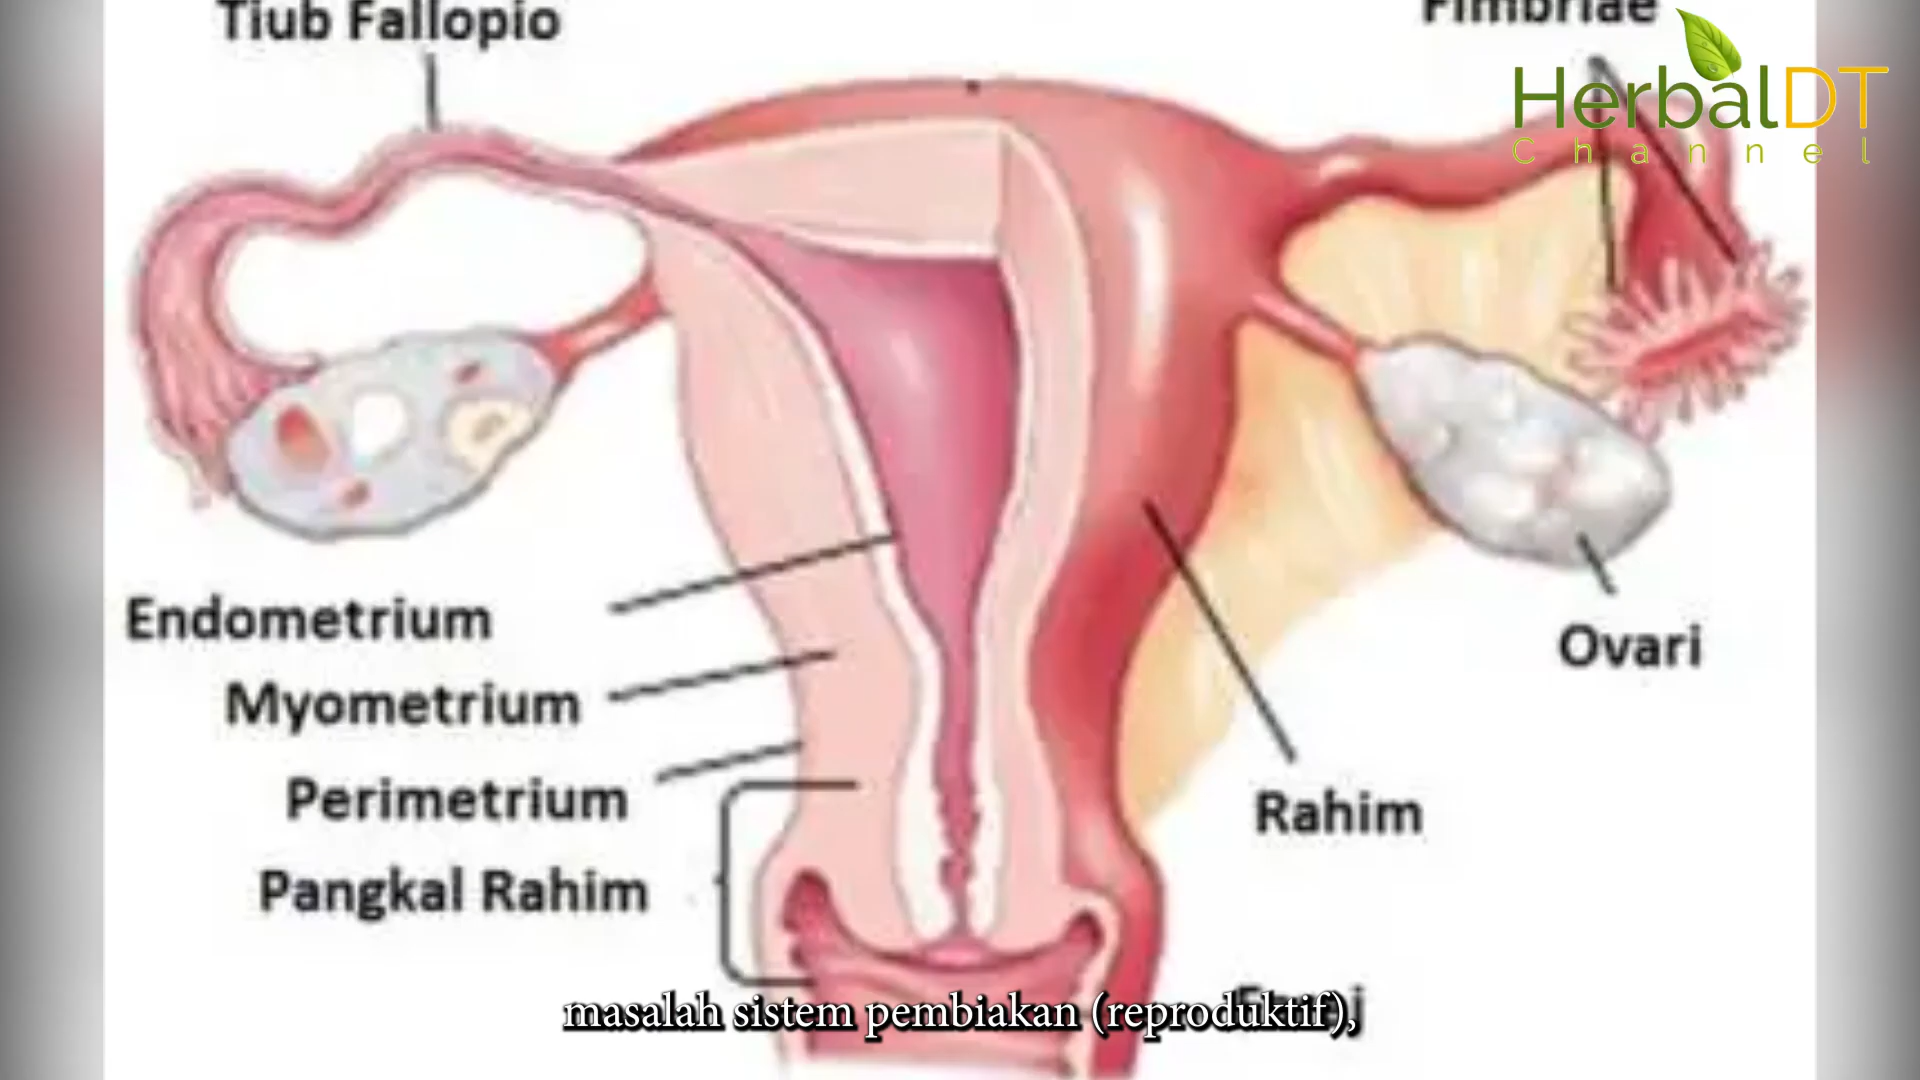 Tiub Fallopio
Fimbriae
HerbalDT
Channel
Endometrium
Myometrium
Perimetrium
Pangkal Rahim
Ovari
Rahim
masalah sistem pembiakan (reproduktif),